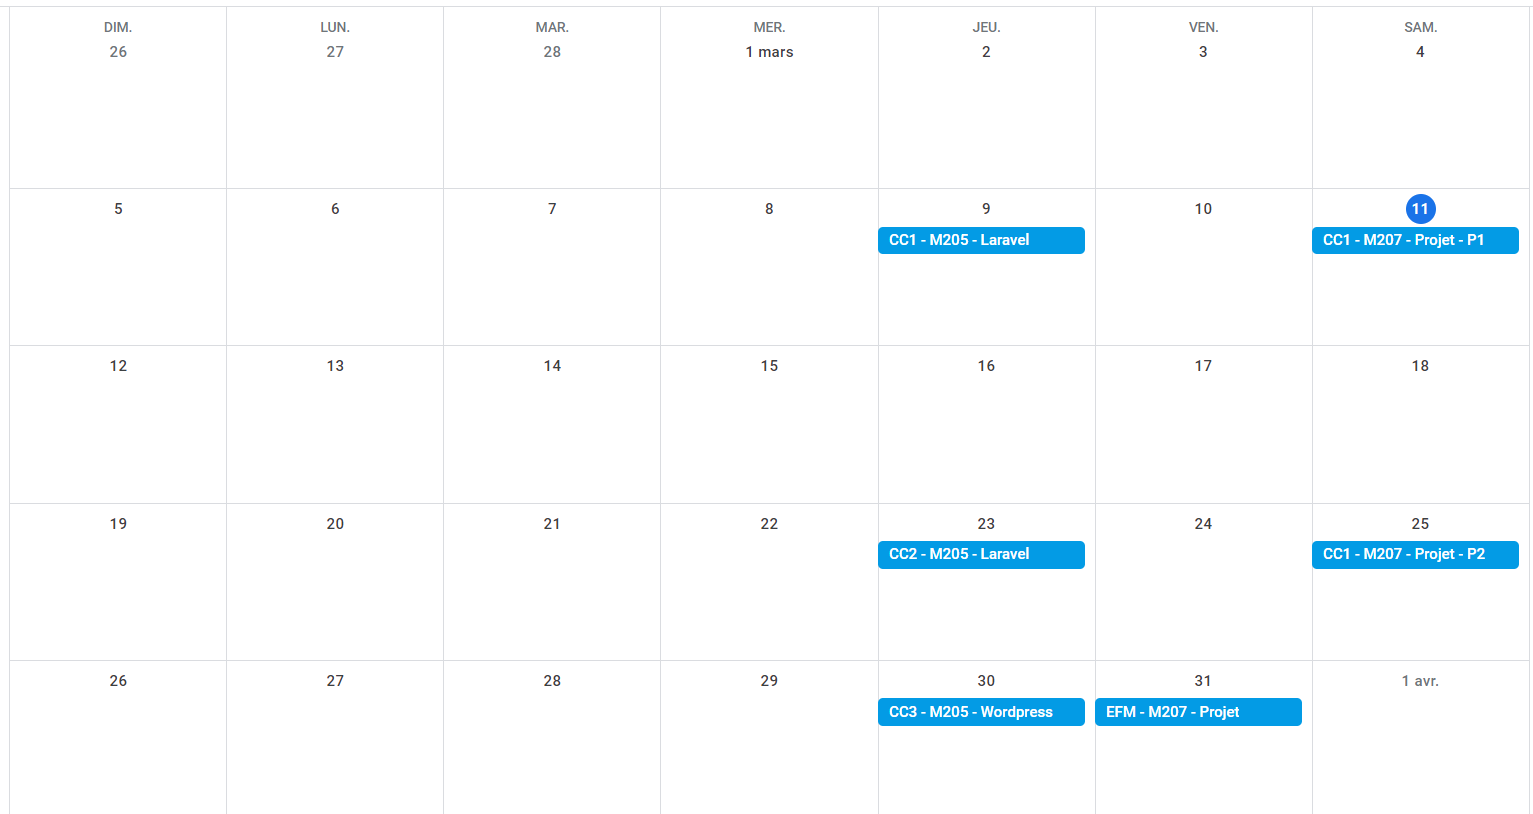 DIM. LUN. MAR. MER. JEU. VEN. SAM.
26 27 28 1 mars 2 3 4
5 6 7 8 9 10 11
CC1 - M205 - Laravel CC1 - M207 - Projet - P1
12 13 14 15 16 17 18
19 20 21 22 23 24 25
CC2 - M205 - Laravel CC1 - M207 - Projet - P2
26 27 28 29 30 31 1 avr.
CC3 - M205 - Wordpress EFM - M207 - Projet